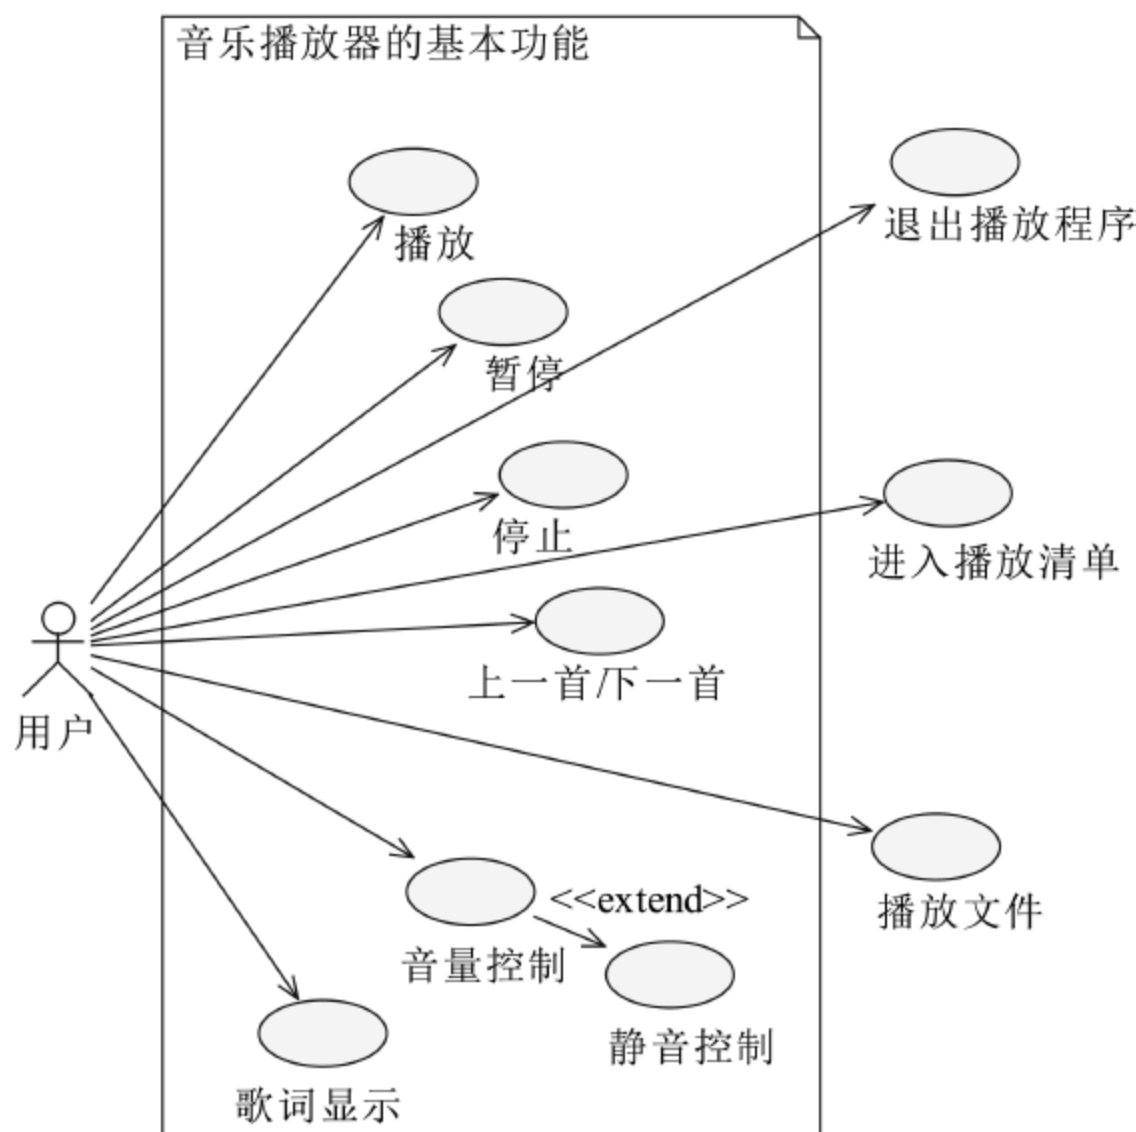 音乐播放器的基本功能
退出播放程序
播放
暂停
停止
进入播放清单
上一首/下一首
用户
<<extend>>
播放文件
音量控制
静音控制
歌词显示